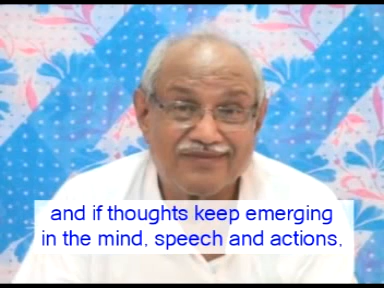 and if thoughts keep emerging
in the mind, speech and actions,